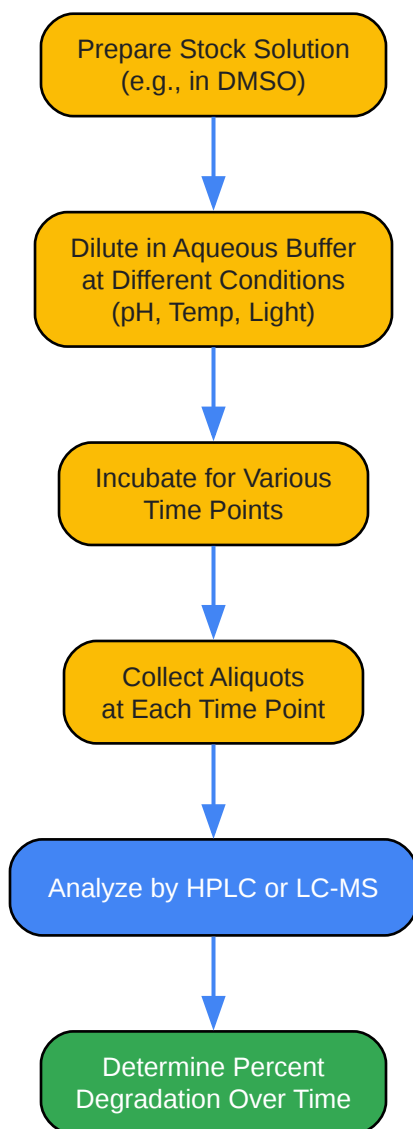 Prepare Stock Solution
(e.g., in DMSO)
Dilute in Aqueous Buffer
at Different Conditions
(pH, Temp, Light)
Incubate for Various
Time Points
Collect Aliquots
at Each Time Point
Analyze by HPLC or LC-MS
Determine Percent
Degradation Over Time